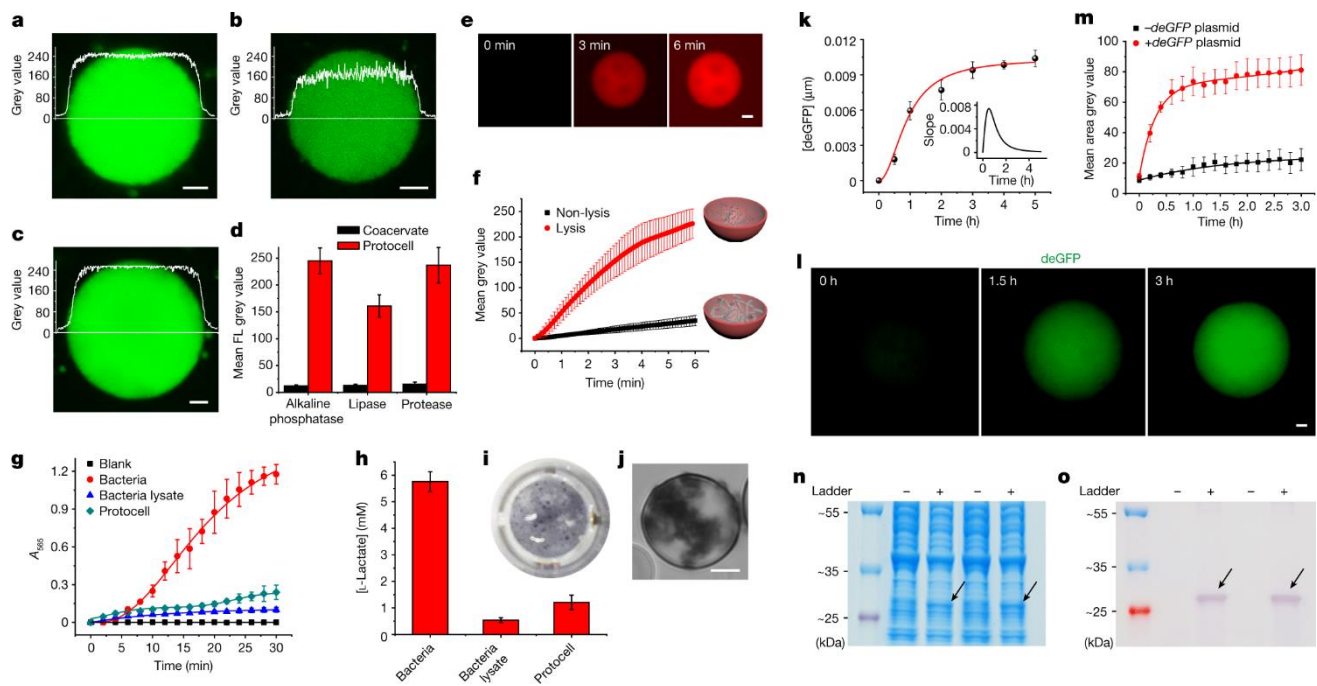 a
240
160
80
0
Grey value
b
240
160
80
0
Grey value
c
240
160
80
0
Grey value
d
Coacervate
Protocell
250
200
150
100
50
0
Mean FL grey value
Alkaline phosphatase
Lipase
Protease
e
0 min
3 min
6 min
f
Non-lysis
Lysis
250
200
150
100
50
0
Mean grey value
0 1 2 3 4 5 6
Time (min)
g
Blank
Bacteria
Bacteria lysate
Protocell
1.2
0.9
0.6
0.3
0
A565
0 5 10 15 20 25 30
Time (min)
h
6
5
4
3
2
1
0
[L-Lactate] (mM)
Bacteria
Bacteria lysate
Protocell
i
j
k
0.012
0.009
0.006
0.003
0
[deGFP] (μm)
0 1 2 3 4 5
Time (h)
0.008
0.004
0
Slope
0 2 4
Time (h)
l
deGFP
0 h
1.5 h
3 h
m
–deGFP plasmid
+deGFP plasmid
100
80
60
40
20
0
Mean area grey value
0 0.5 1.0 1.5 2.0 2.5 3.0
Time (h)
n
Ladder – + – +
~55
~35
~25
(kDa)
o
Ladder – + – +
~55
~35
~25
(kDa)